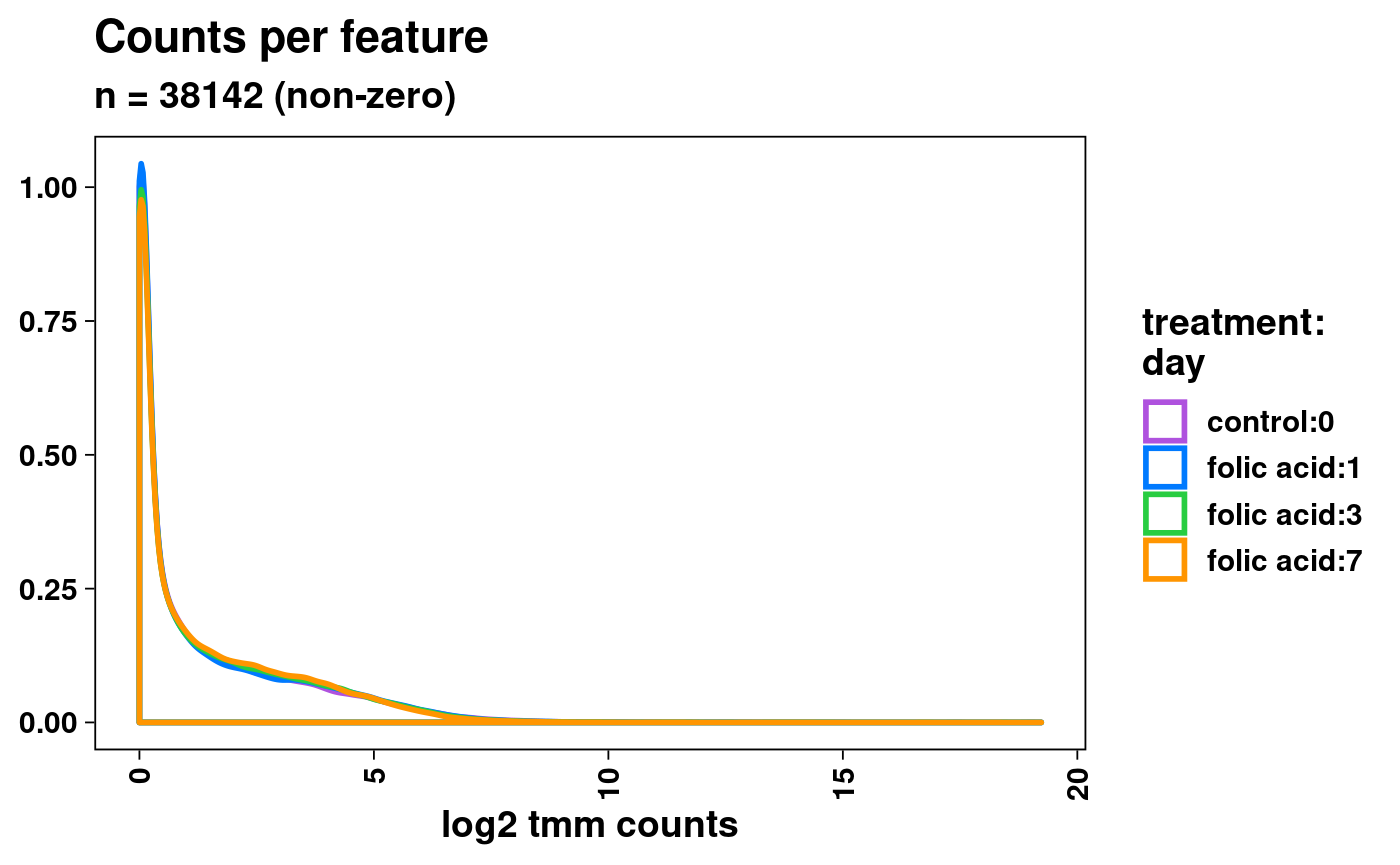 Counts per feature
n = 38142 (non-zero)
1.00
0.75
0.50
0.25
0.00
0
5
10
15
20
log2 tmm counts
treatment:
day
control:0
folic acid:1
folic acid:3
folic acid:7